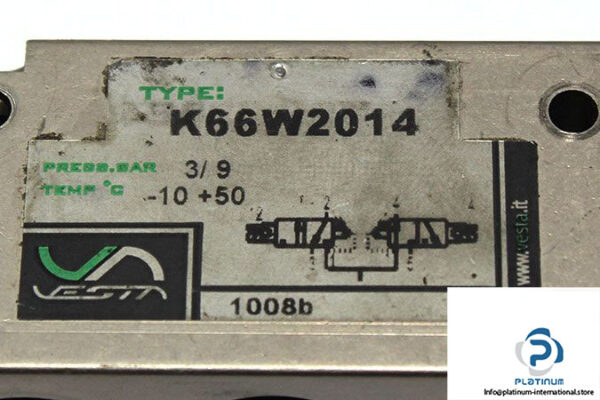 TYPE:
K66W2014
PRESS.BAR 3/ 9
TEMP °C -10 +50
www.vesta.it
VESTA
1008b
PLATINUM
Info@platinum-international.store